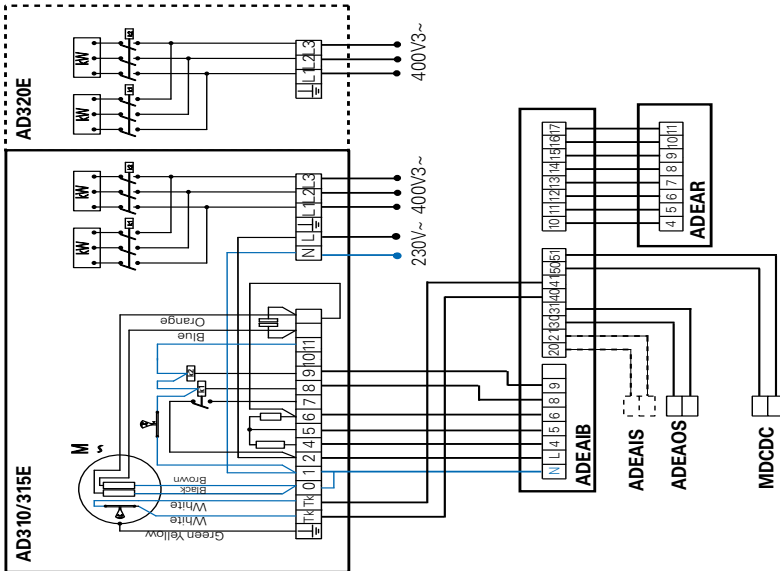 AD310/315E
AD320E
kW
kW
kW
kW
M
Green Yellow
White
White
Black
Brown
Blue
Orange
k1
k2
Tk Tk 0 1 2 4 5 6 7 8 9 10 11
N L L1 L2 L3
L1 L2 L3
230V~ 400V3~
400V3~
N L 4 5 6 8 9
20 21 30 31 40 41 50 51
10 11 12 13 14 15 16 17
ADEAIB
4 5 6 7 8 9 10 11
ADEAR
ADEAIS
ADEAOS
MDCDC